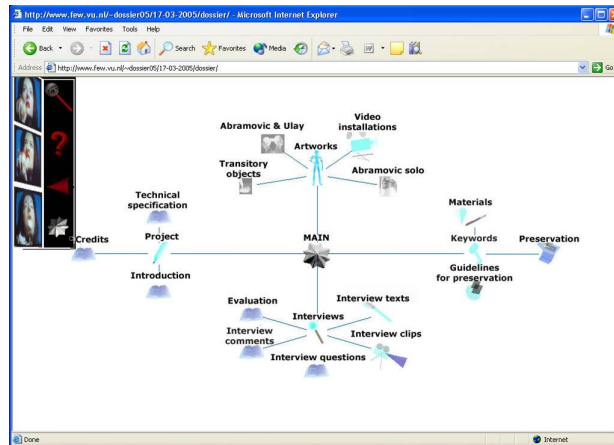 http://www.few.vu.nl/~dossier05/17-03-2005/dossier/ - Microsoft Internet Explorer
File Edit View Favorites Tools Help
Back Search Favorites Media
Address http://www.few.vu.nl/~dossier05/17-03-2005/dossier/ Go
Abramovic & Ulay
Video
installations
Artworks
Transitory
objects
Abramovic solo
Technical
specification
Materials
Credits
Project
MAIN
Keywords
Preservation
Introduction
Guidelines
for preservation
Evaluation
Interview texts
Interviews
Interview
comments
Interview clips
Interview questions
?
Done Internet